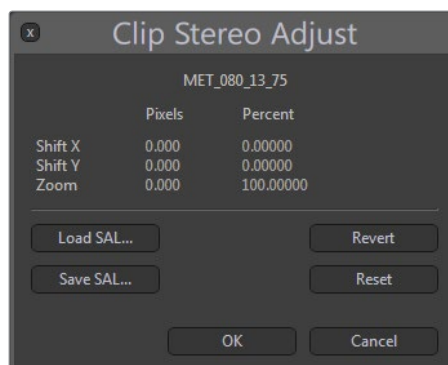 x Clip Stereo Adjust
MET_080_13_75
Pixels Percent
Shift X 0.000 0.00000
Shift Y 0.000 0.00000
Zoom 0.000 100.00000
Load SAL... Revert
Save SAL... Reset
OK Cancel